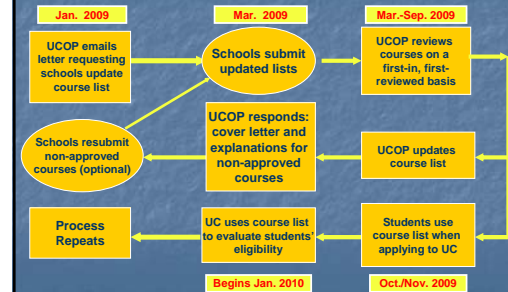 Jan. 2009
Mar. 2009
Mar.-Sep. 2009
UCOP emails
letter requesting
schools update
course list
Schools submit
updated lists
UCOP reviews
courses on a
first-in, first-
reviewed basis
Schools resubmit
non-approved
courses (optional)
UCOP responds:
cover letter and
explanations for
non-approved
courses
UCOP updates
course list
Process
Repeats
UC uses course list
to evaluate students'
eligibility
Students use
course list when
applying to UC
Begins Jan. 2010
Oct./Nov. 2009